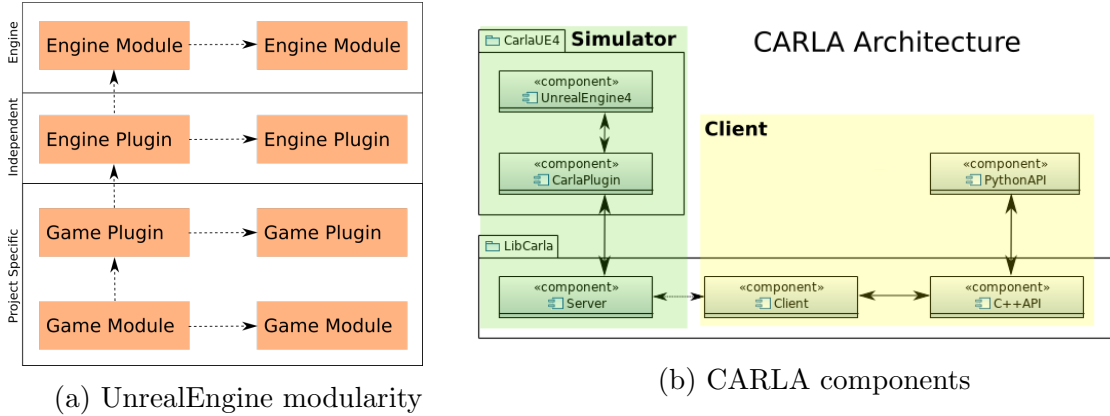 Engine
Engine Module
Engine Module
Independent
Engine Plugin
Engine Plugin
Project Specific
Game Plugin
Game Plugin
Game Module
Game Module
(a) UnrealEngine modularity
CarlaUE4
Simulator
CARLA Architecture
«component»
UnrealEngine4
Client
«component»
CarlaPlugin
«component»
PythonAPI
LibCarla
«component»
Server
«component»
Client
«component»
C++API
(b) CARLA components